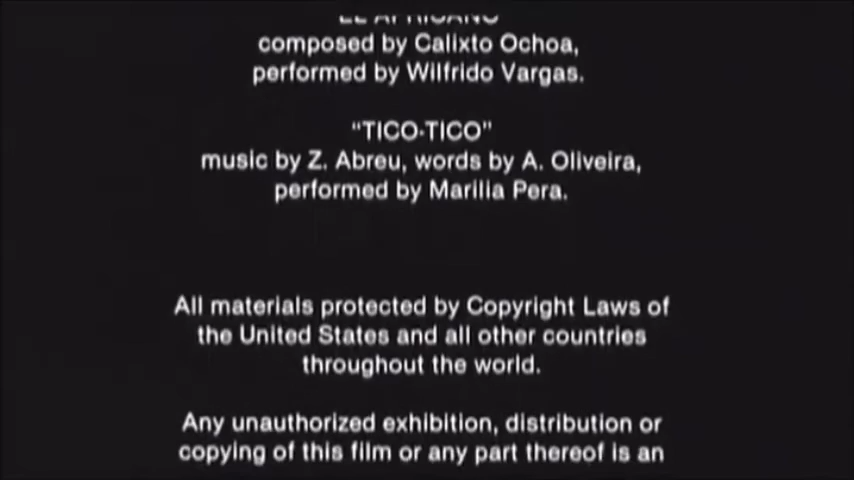 EL AFRICANO
composed by Calixto Ochoa,
performed by Wilfrido Vargas.
"TICO-TICO"
music by Z. Abreu, words by A. Oliveira,
performed by Marilia Pera.
All materials protected by Copyright Laws of
the United States and all other countries
throughout the world.
Any unauthorized exhibition, distribution or
copying of this film or any part thereof is an